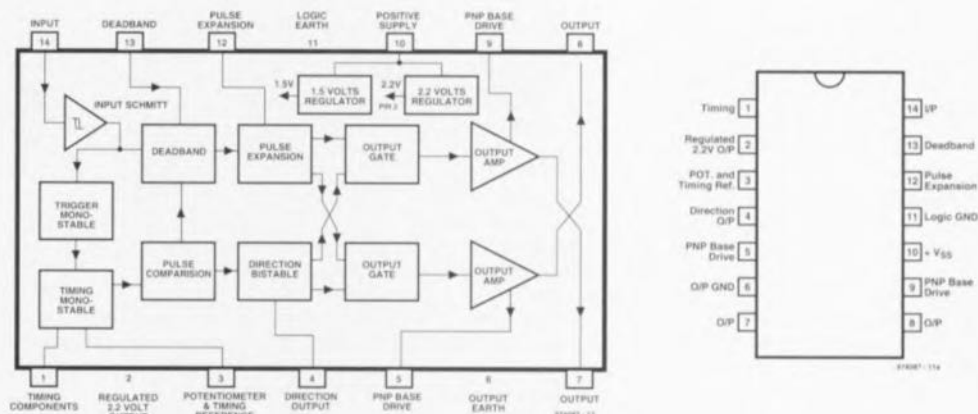 INPUT
DEADBAND
PULSE
EXPANSION
LOGIC
EARTH
POSITIVE
SUPPLY
PNP BASE
DRIVE
OUTPUT
14
13
12
11
10
9
8
INPUT SCHMITT
1.5V
1.5 VOLTS
REGULATOR
2.2V
PIN 2
2.2 VOLTS
REGULATOR
DEADBAND
PULSE
EXPANSION
OUTPUT
GATE
OUTPUT
AMP
TRIGGER
MONO-
STABLE
TIMING
MONO-
STABLE
PULSE
COMPARISION
DIRECTION
BISTABLE
OUTPUT
GATE
OUTPUT
AMP
1
2
3
4
5
6
7
TIMING
COMPONENTS
REGULATED
2.2 VOLT
POTENTIOMETER
& TIMING
DIRECTION
OUTPUT
PNP BASE
DRIVE
OUTPUT
EARTH
OUTPUT
Timing 1
Regulated
2.2V O/P 2
POT. and
Timing Ref. 3
Direction
O/P 4
PNP Base
Drive 5
O/P GND 6
O/P 7
14 I/P
13 Deadband
12 Pulse
Expansion
11 Logic GND
10 + VSS
9 PNP Base
Drive
8 O/P